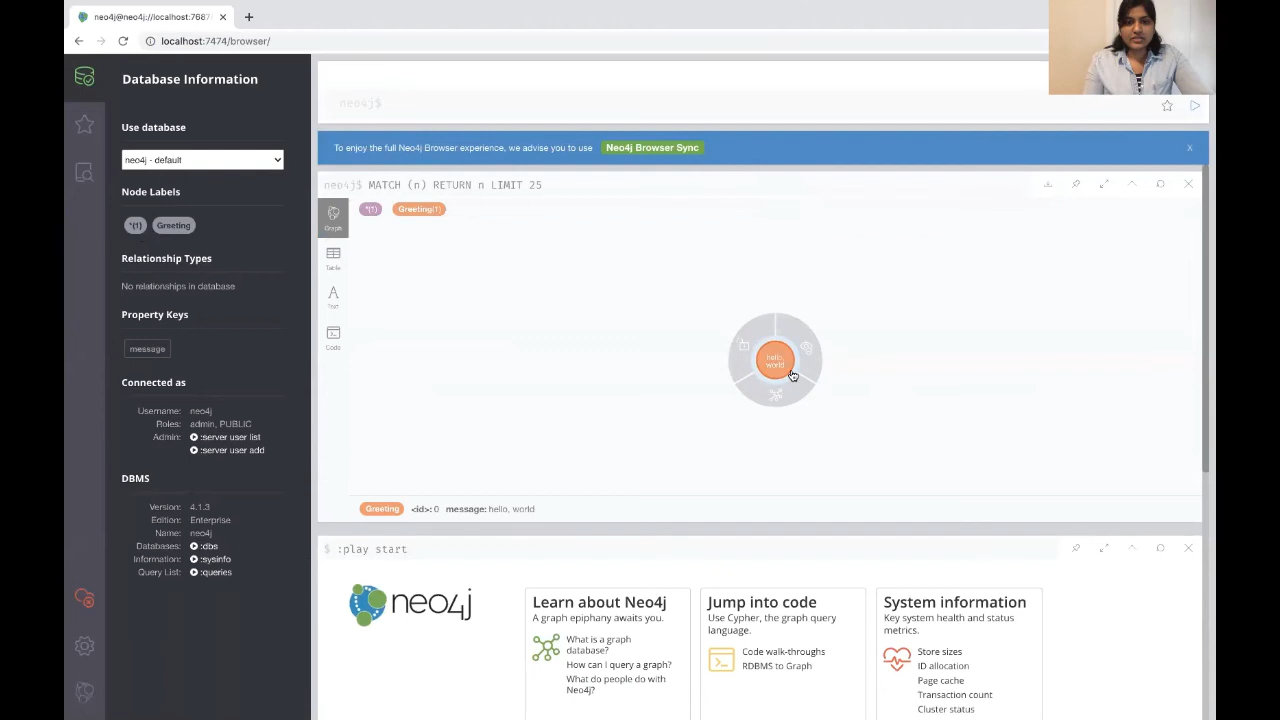 neo4j@neo4j://localhost:7687
localhost:7474/browser/
Database Information
Use database
neo4j - default
Node Labels
*(1) Greeting
Relationship Types
No relationships in database
Property Keys
message
Connected as
Username: neo4j
Roles: admin, PUBLIC
Admin: :server user list
:server user add
DBMS
Version: 4.1.3
Edition: Enterprise
Name: neo4j
Databases: :dbs
Information: :sysinfo
Query List: :queries
neo4j$
To enjoy the full Neo4j Browser experience, we advise you to use Neo4j Browser Sync x
neo4j$ MATCH (n) RETURN n LIMIT 25
*(1) Greeting(1)
Graph
Table
Text
Code
hello,
world
Greeting <id>: 0 message: hello, world
$ :play start
neo4j
Learn about Neo4j
A graph epiphany awaits you.
What is a graph
database?
How can I query a graph?
What do people do with
Neo4j?
Jump into code
Use Cypher, the graph query
language.
Code walk-throughs
RDBMS to Graph
System information
Key system health and status
metrics.
Store sizes
ID allocation
Page cache
Transaction count
Cluster status